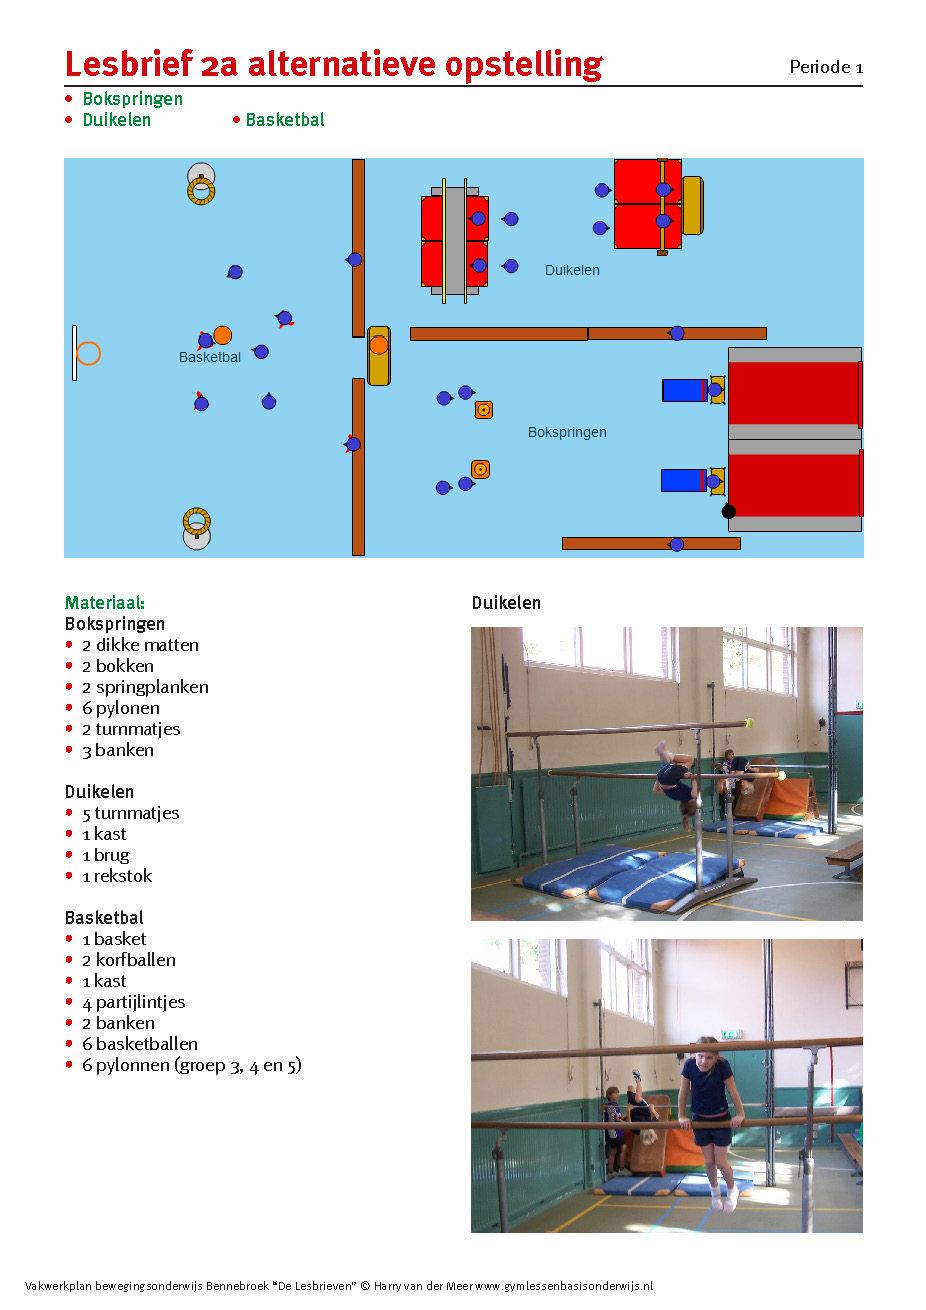 Lesbrief 2a alternatieve opstelling
Periode 1
• Bokspringen
• Duikelen
• Basketbal
Duikelen
Basketbal
Bokspringen
Materiaal:
Bokspringen
• 2 dikke matten
• 2 bokken
• 2 springplanken
• 6 pylonen
• 2 turnmatjes
• 3 banken
Duikelen
• 5 turnmatjes
• 1 kast
• 1 brug
• 1 rekstok
Basketbal
• 1 basket
• 2 korfballen
• 1 kast
• 4 partijlintjes
• 2 banken
• 6 basketballen
• 6 pylonnen (groep 3, 4 en 5)
Duikelen
Vakwerkplan bewegingsonderwijs Bennebroek “De Lesbrieven” © Harry van der Meer www.gymlessenbasisonderwijs.nl